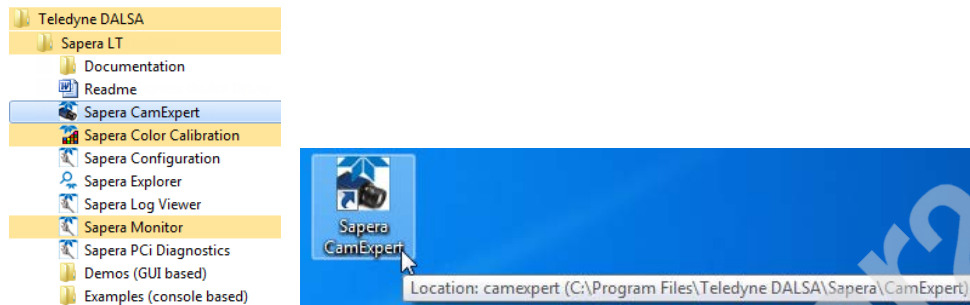 Teledyne DALSA
Sapera LT
Documentation
Readme
Sapera CamExpert
Sapera Color Calibration
Sapera Configuration
Sapera Explorer
Sapera Log Viewer
Sapera Monitor
Sapera PCi Diagnostics
Demos (GUI based)
Examples (console based)
Sapera
CamExpert
Location: camexpert (C:\Program Files\Teledyne DALSA\Sapera\CamExpert)
r2